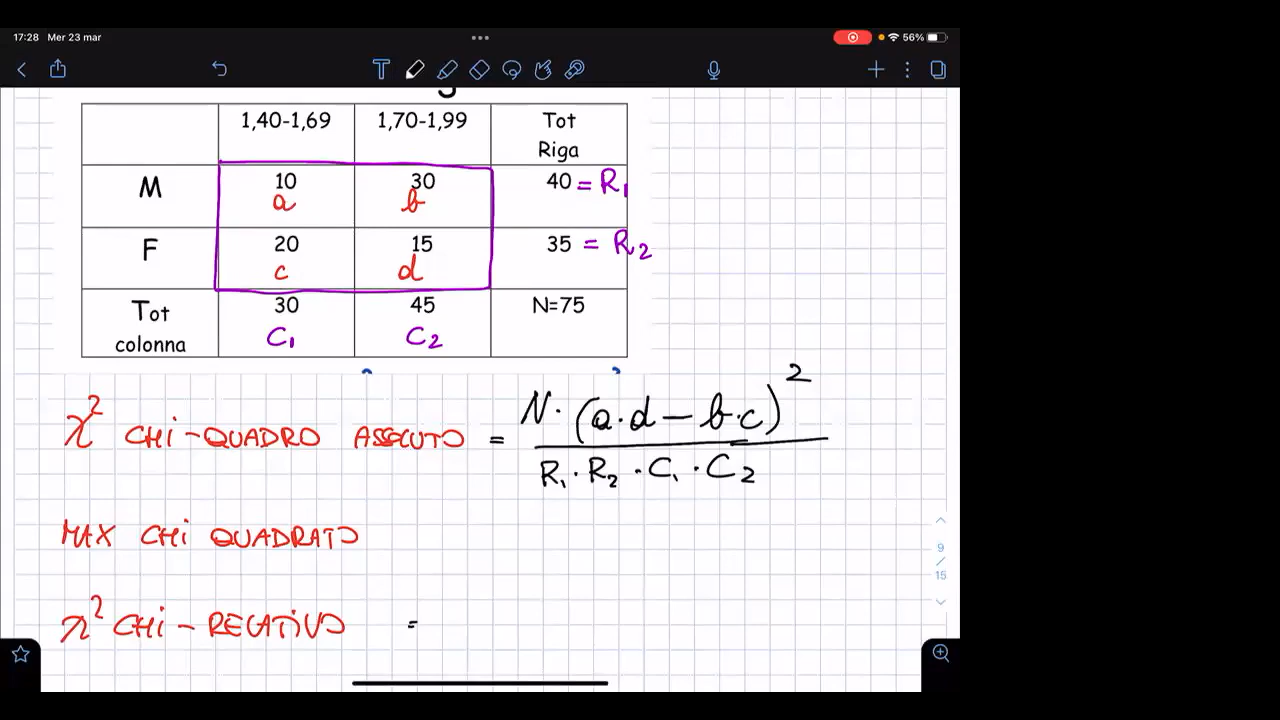 17:28 Mer 23 mar
56%
1,40-1,69 1,70-1,99 Tot Riga
M 10 30 40 = R₁
a b
F 20 15 35 = R₂
c d
Tot colonna 30 45 N=75
C₁ C₂
χ² CHI-QUADRO ASSOLUTO = N·(a·d – b·c)²
R₁·R₂·C₁·C₂
MAX CHI QUADRATO
χ² CHI – RELATIVO =
9
/
15